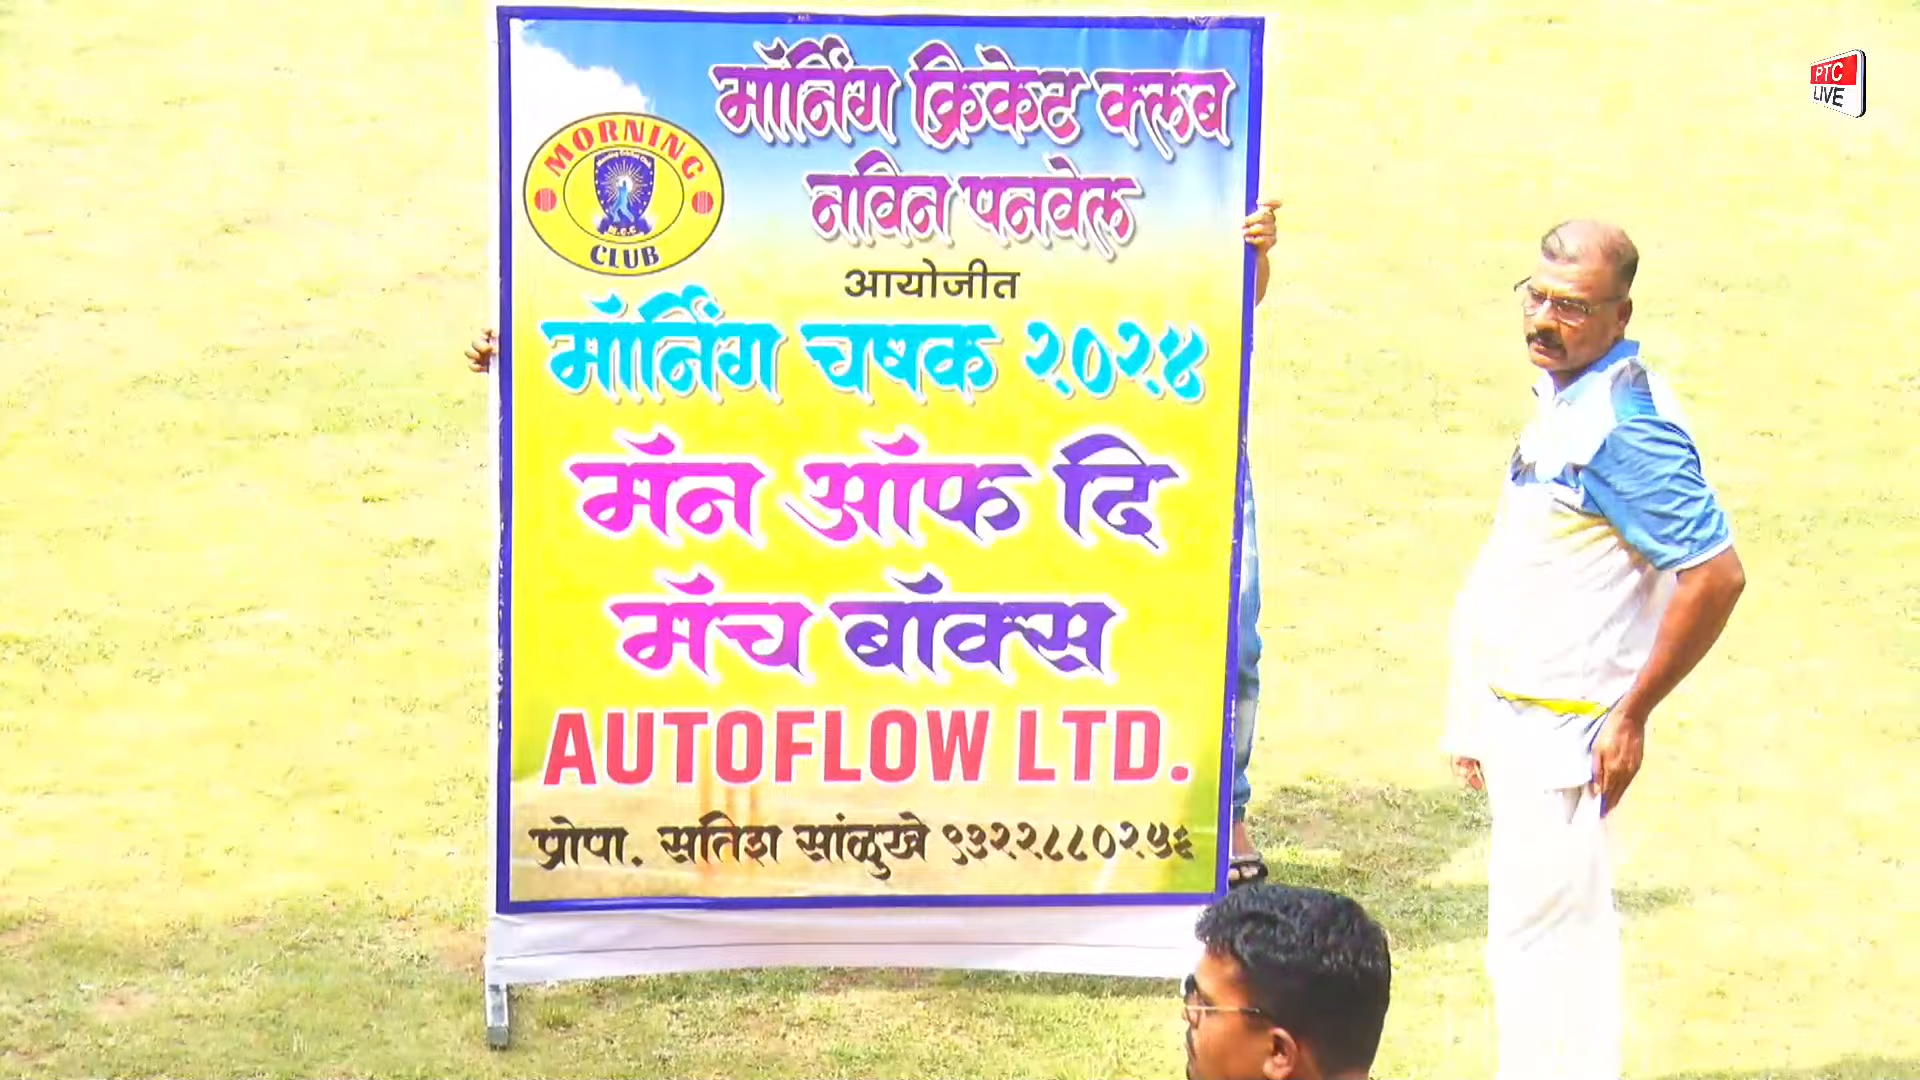 मॉर्निंग क्रिकेट क्लब
नविन पनवेल
MORNING
M.C.C.
CLUB
आयोजीत
मॉर्निंग चषक २०२४
मॅन ऑफ दि
मॅच बॉक्स
AUTOFLOW LTD.
प्रोपा. सतिश सांळुखे ९३२२८८०२५६
PTC
LIVE